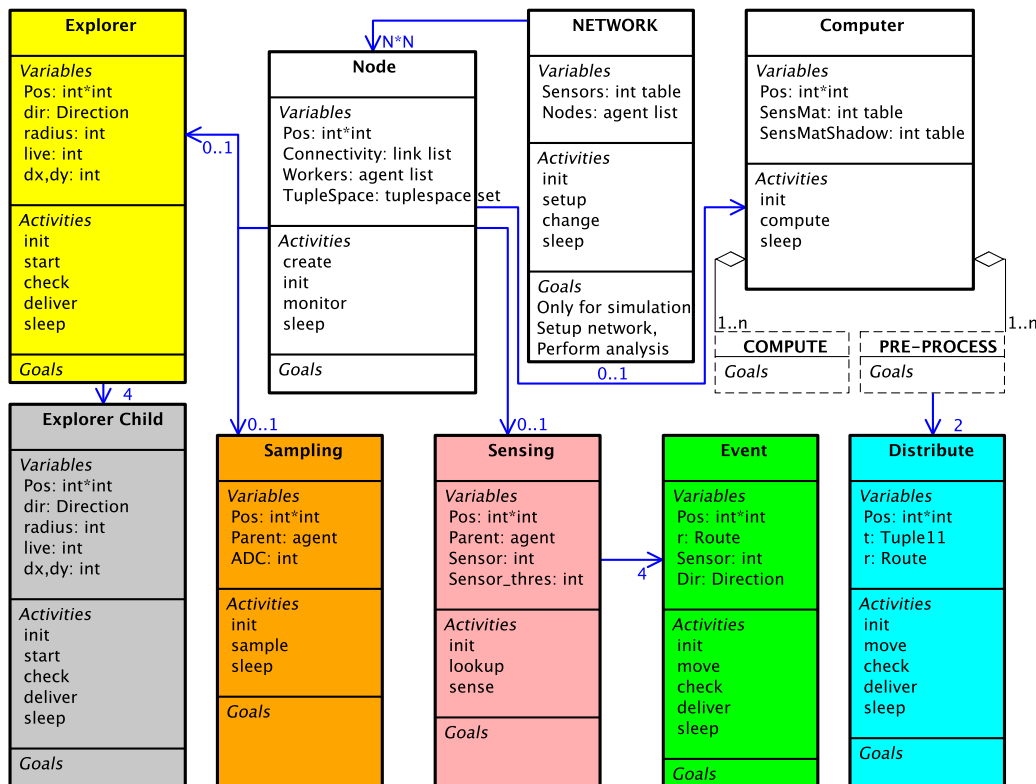 Explorer
Variables
Pos: int*int
dir: Direction
radius: int
live: int
dx,dy: int
Activities
init
start
check
deliver
sleep
Goals
4
0..1
N*N
Node
Variables
Pos: int*int
Connectivity: link list
Workers: agent list
TupleSpace: tuplespace set
Activities
create
init
monitor
sleep
Goals
NETWORK
Variables
Sensors: int table
Nodes: agent list
Activities
init
setup
change
sleep
Goals
Only for simulation
Setup network,
Perform analysis
0..1
Computer
Variables
Pos: int*int
SensMat: int table
SensMatShadow: int table
Activities
init
compute
sleep
1..n
1..n
COMPUTE
Goals
PRE-PROCESS
Goals
2
Explorer Child
Variables
Pos: int*int
dir: Direction
radius: int
live: int
dx,dy: int
Activities
init
start
check
deliver
sleep
Goals
0..1
Sampling
Variables
Pos: int*int
Parent: agent
ADC: int
Activities
init
sample
sleep
Goals
0..1
Sensing
Variables
Pos: int*int
Parent: agent
Sensor: int
Sensor_thres: int
Activities
init
lookup
sense
Goals
4
Event
Variables
Pos: int*int
r: Route
Sensor: int
Dir: Direction
Activities
init
move
check
deliver
sleep
Goals
Distribute
Variables
Pos: int*int
t: Tuple11
r: Route
Activities
init
move
check
deliver
sleep
Goals